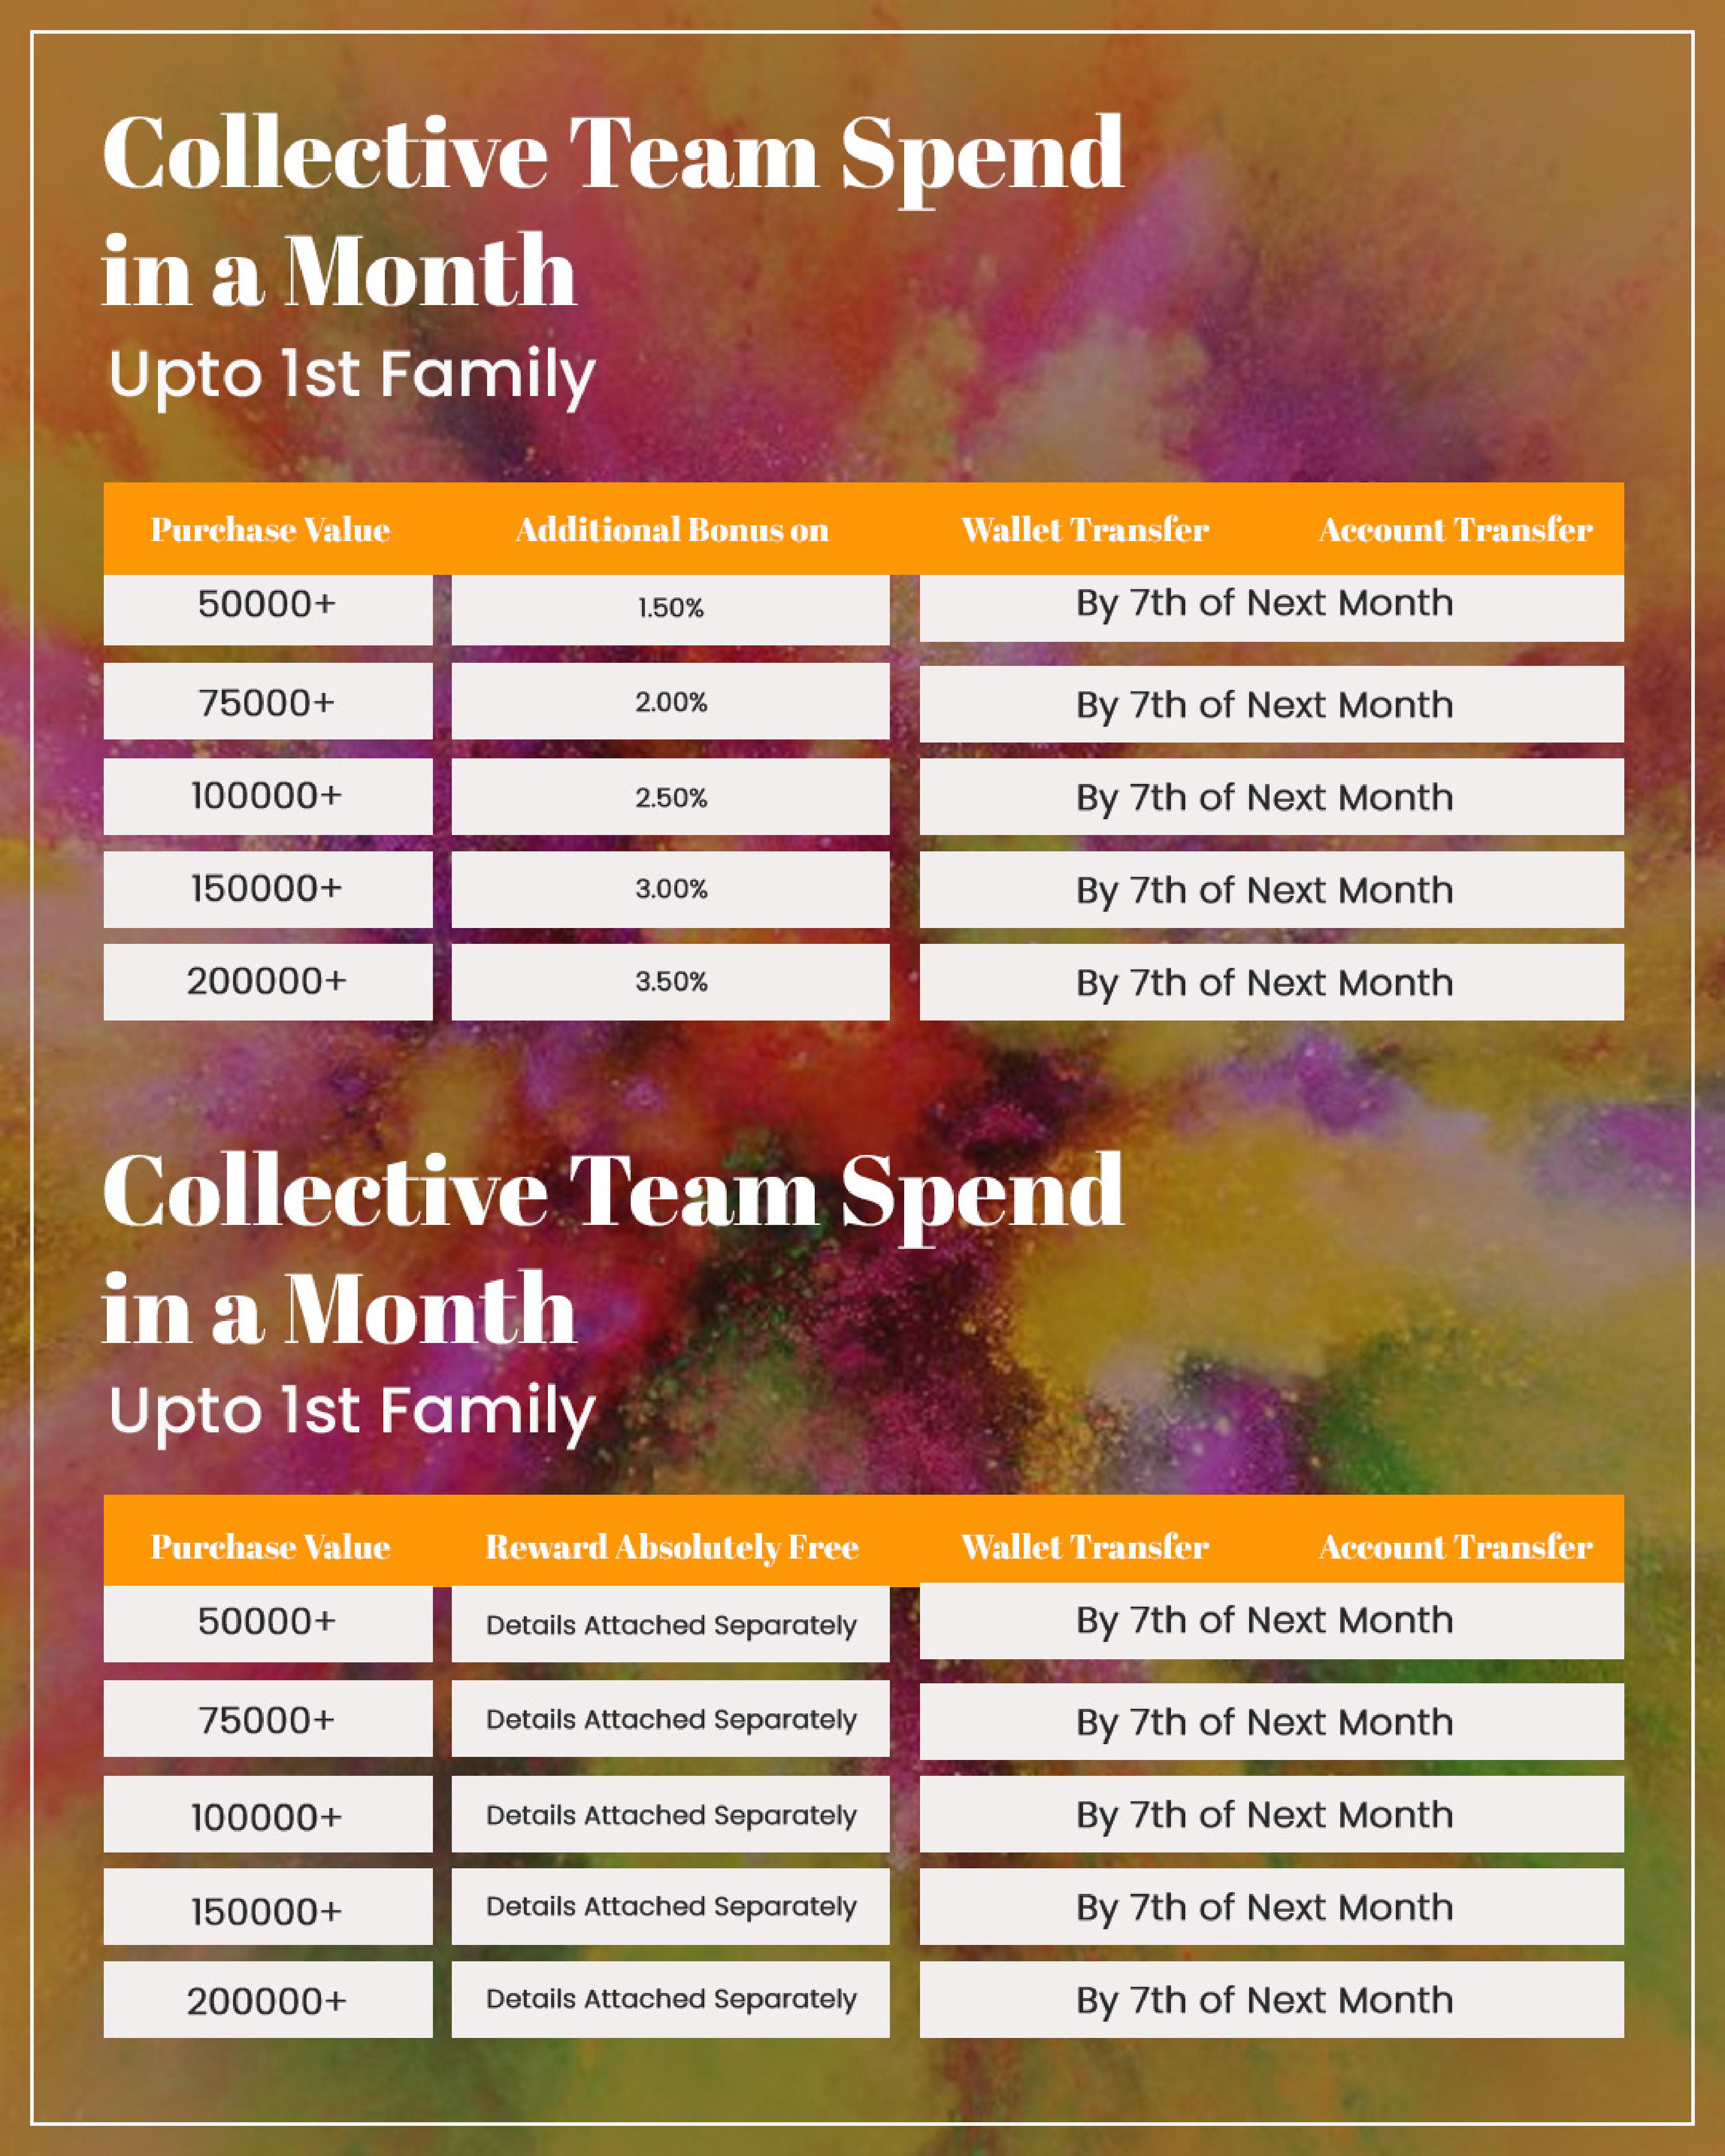 Collective Team Spend
in a Month
Upto 1st Family
Purchase Value Additional Bonus on Wallet Transfer Account Transfer
50000+ 1.50% By 7th of Next Month
75000+ 2.00% By 7th of Next Month
100000+ 2.50% By 7th of Next Month
150000+ 3.00% By 7th of Next Month
200000+ 3.50% By 7th of Next Month
Collective Team Spend
in a Month
Upto 1st Family
Purchase Value Reward Absolutely Free Wallet Transfer Account Transfer
50000+ Details Attached Separately By 7th of Next Month
75000+ Details Attached Separately By 7th of Next Month
100000+ Details Attached Separately By 7th of Next Month
150000+ Details Attached Separately By 7th of Next Month
200000+ Details Attached Separately By 7th of Next Month